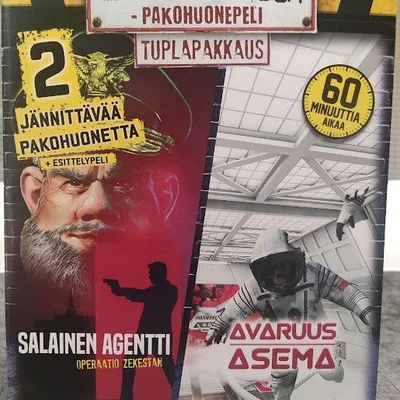 - PAKOHUONEPELI
TUPLAPAKKAUS
2
JÄNNITTÄVÄÄ
PAKOHUONETTA
+ ESITTELYPELI
60
MINUUTTIA
AIKAA
SALAINEN AGENTTI
OPERAATIO ZEKESTAN
AVARUUS
ASEMA